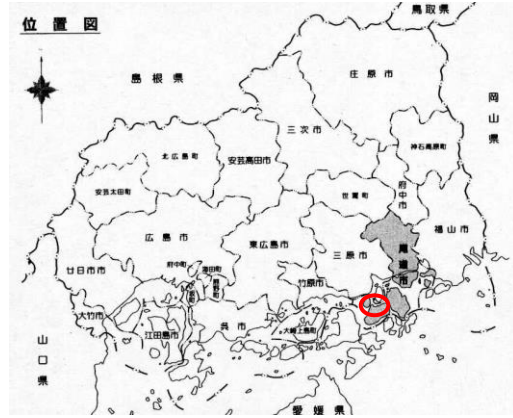 位置図
鳥取県
島根県
庄原市
岡山県
三次市
北広島町
安芸高田市
神石高原町
安芸太田町
世羅町
府中市
広島市
東広島市
三原市
尾道市
福山市
府中町
海田町
熊野町
坂町
廿日市市
竹原市
大竹市
呉市
江田島市
大崎上島町
山口県
愛媛県